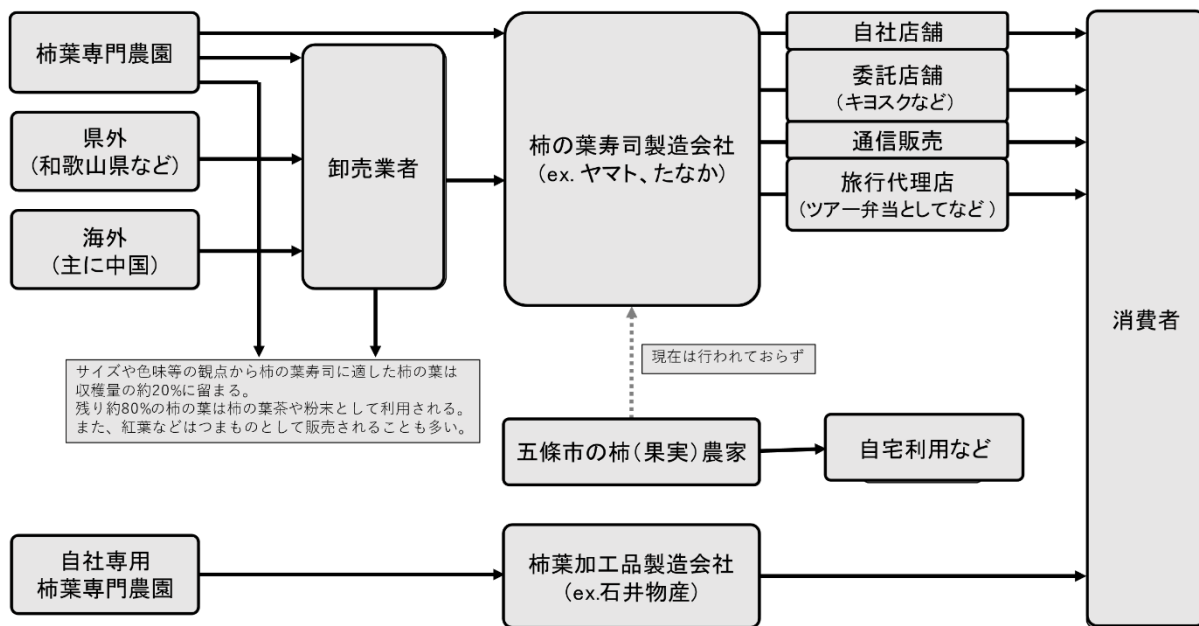 柿葉専門農園
県外
(和歌山県など)
海外
(主に中国)
卸売業者
柿の葉寿司製造会社
(ex. ヤマト、たなか)
自社店舗
委託店舗
(キヨスクなど)
通信販売
旅行代理店
(ツアー弁当としてなど)
消費者
サイズや色味等の観点から柿の葉寿司に適した柿の葉は
収穫量の約20%に留まる。
残り約80%の柿の葉は柿の葉茶や粉末として利用される。
また、紅葉などはつまものとして販売されることも多い。
現在は行われておらず
五條市の柿(果実)農家
自宅利用など
自社専用
柿葉専門農園
柿葉加工品製造会社
(ex.石井物産)